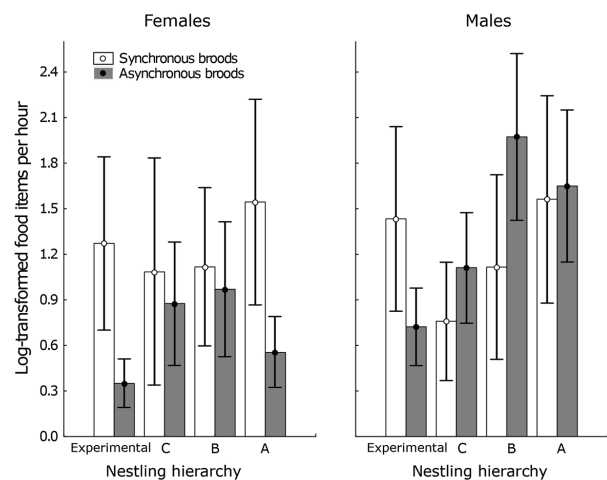 Females
Males
Synchronous broods
Asynchronous broods
Log-transformed food items per hour
2.4
2.1
1.8
1.5
1.2
0.9
0.6
0.3
0.0
Experimental C B A
Experimental C B A
Nestling hierarchy
Nestling hierarchy